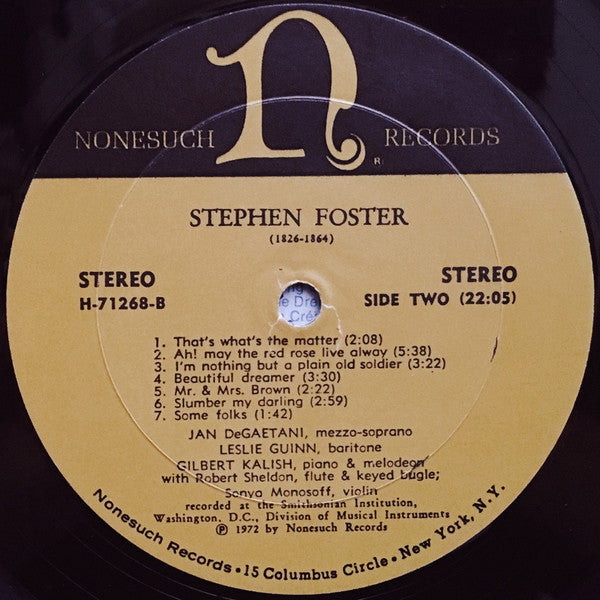 n
NONESUCH RECORDS
R
STEPHEN FOSTER
(1826-1864)
STEREO STEREO
H-71268-B SIDE TWO (22:05)
e Dre
Cré
1. That's what's the matter (2:08)
2. Ah! may the red rose live alway (5:38)
3. I'm nothing but a plain old soldier (3:22)
4. Beautiful dreamer (3:30)
5. Mr. & Mrs. Brown (2:22)
6. Slumber my darling (2:59)
7. Some folks (1:42)
JAN DeGAETANI, mezzo-soprano
LESLIE GUINN, baritone
GILBERT KALISH, piano & melodeon
with Robert Sheldon, flute & keyed bugle;
Sonya Monosoff, violin
recorded at the Smithsonian Institution,
Washington, D.C., Division of Musical Instruments
℗ 1972 by Nonesuch Records
Nonesuch Records • 15 Columbus Circle • New York, N.Y.